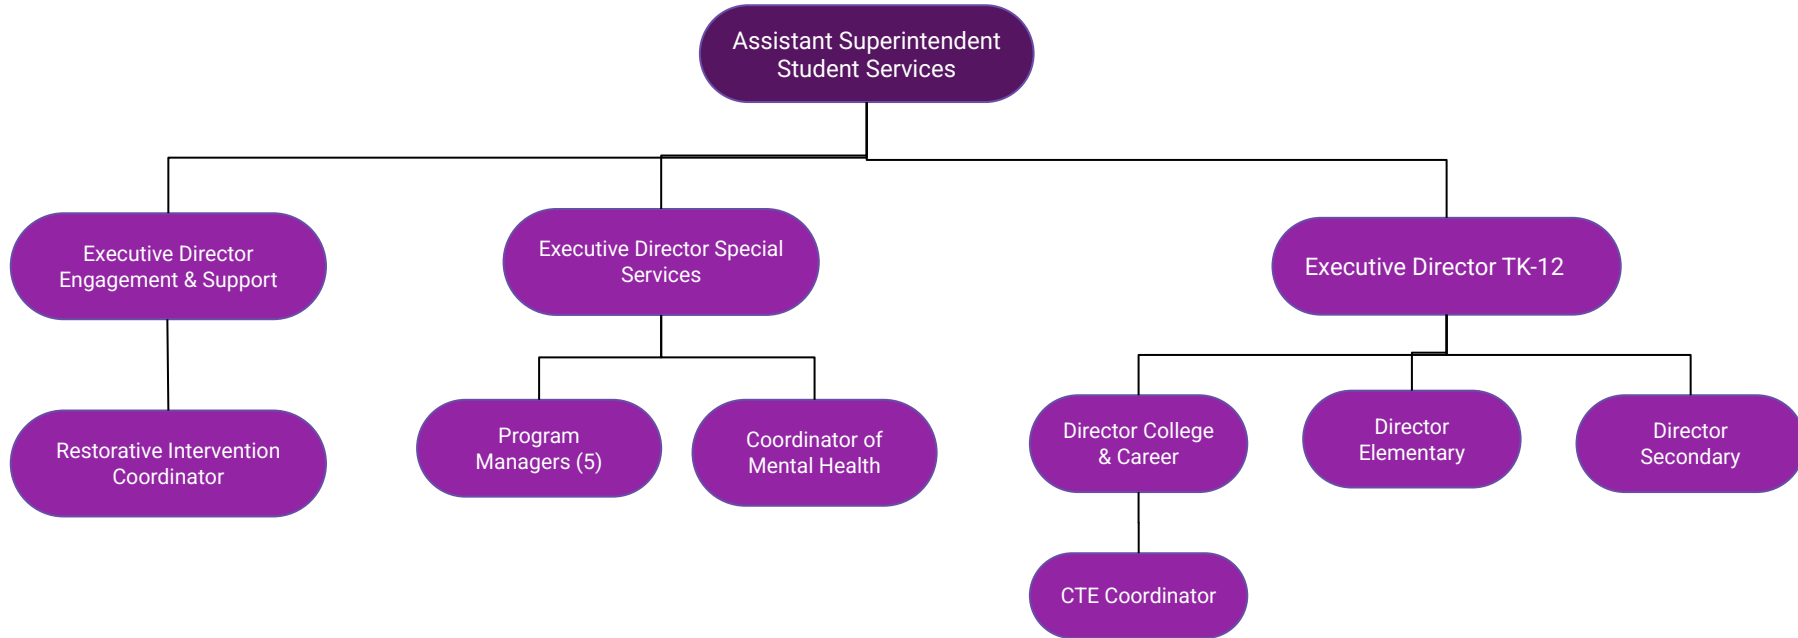 Assistant Superintendent
Student Services
Executive Director
Engagement & Support
Executive Director Special
Services
Executive Director TK-12
Restorative Intervention
Coordinator
Program
Managers (5)
Coordinator of
Mental Health
Director College
& Career
Director
Elementary
Director
Secondary
CTE Coordinator